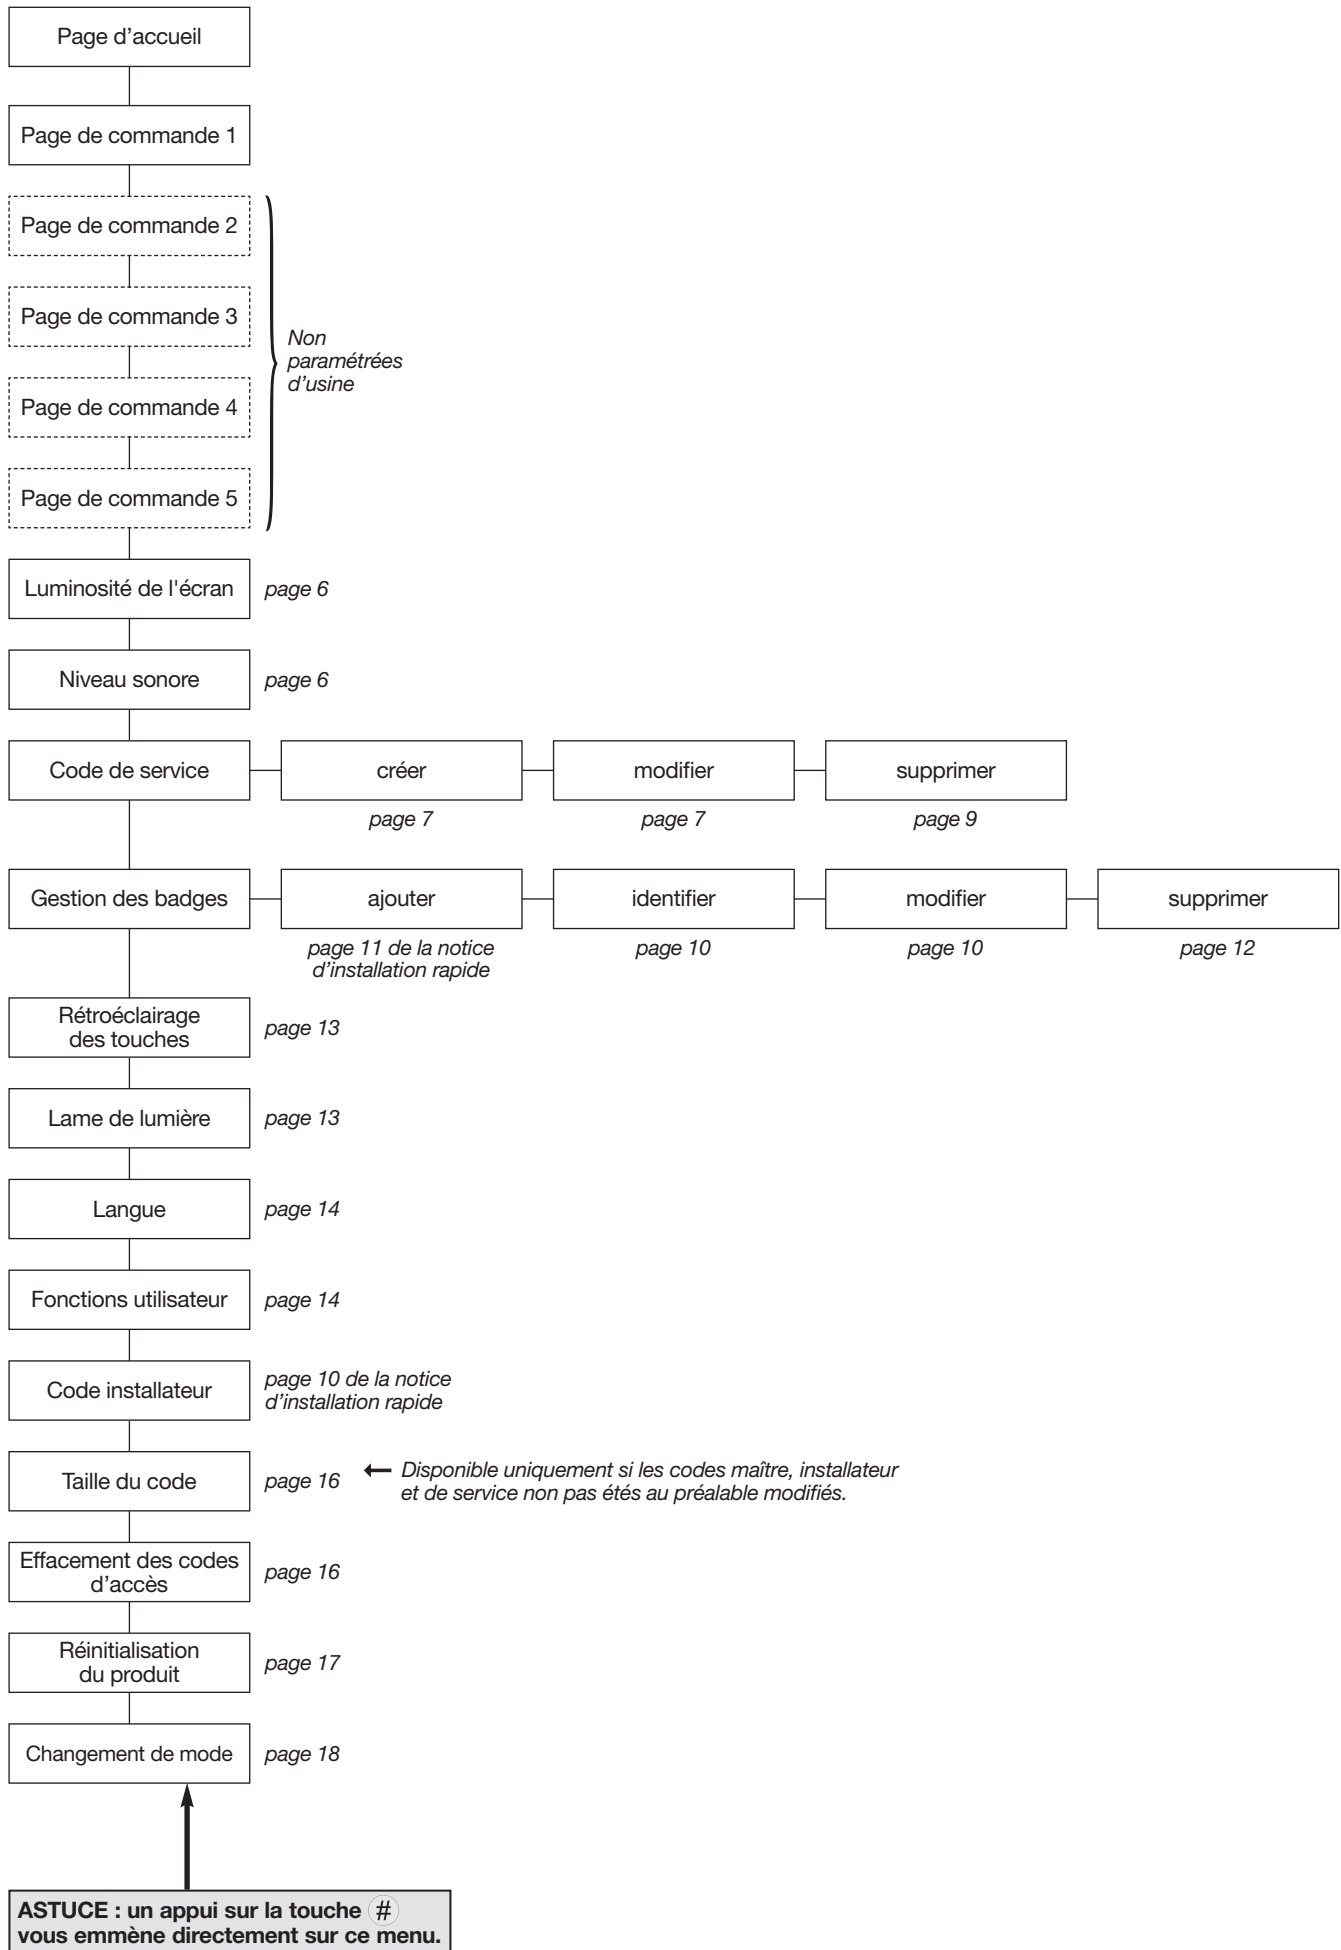 Page d’accueil
Page de commande 1
Page de commande 2
Page de commande 3
Non
paramétrées
d’usine
Page de commande 4
Page de commande 5
Luminosité de l'écran
page 6
Niveau sonore
page 6
Code de service
créer
modifier
supprimer
page 7
page 7
page 9
Gestion des badges
ajouter
identifier
modifier
supprimer
page 11 de la notice
d’installation rapide
page 10
page 10
page 12
Rétroéclairage
des touches
page 13
Lame de lumière
page 13
Langue
page 14
Fonctions utilisateur
page 14
Code installateur
page 10 de la notice
d’installation rapide
Taille du code
page 16
← Disponible uniquement si les codes maître, installateur
et de service non pas étés au préalable modifiés.
Effacement des codes
d’accès
page 16
Réinitialisation
du produit
page 17
Changement de mode
page 18
ASTUCE : un appui sur la touche #
vous emmène directement sur ce menu.